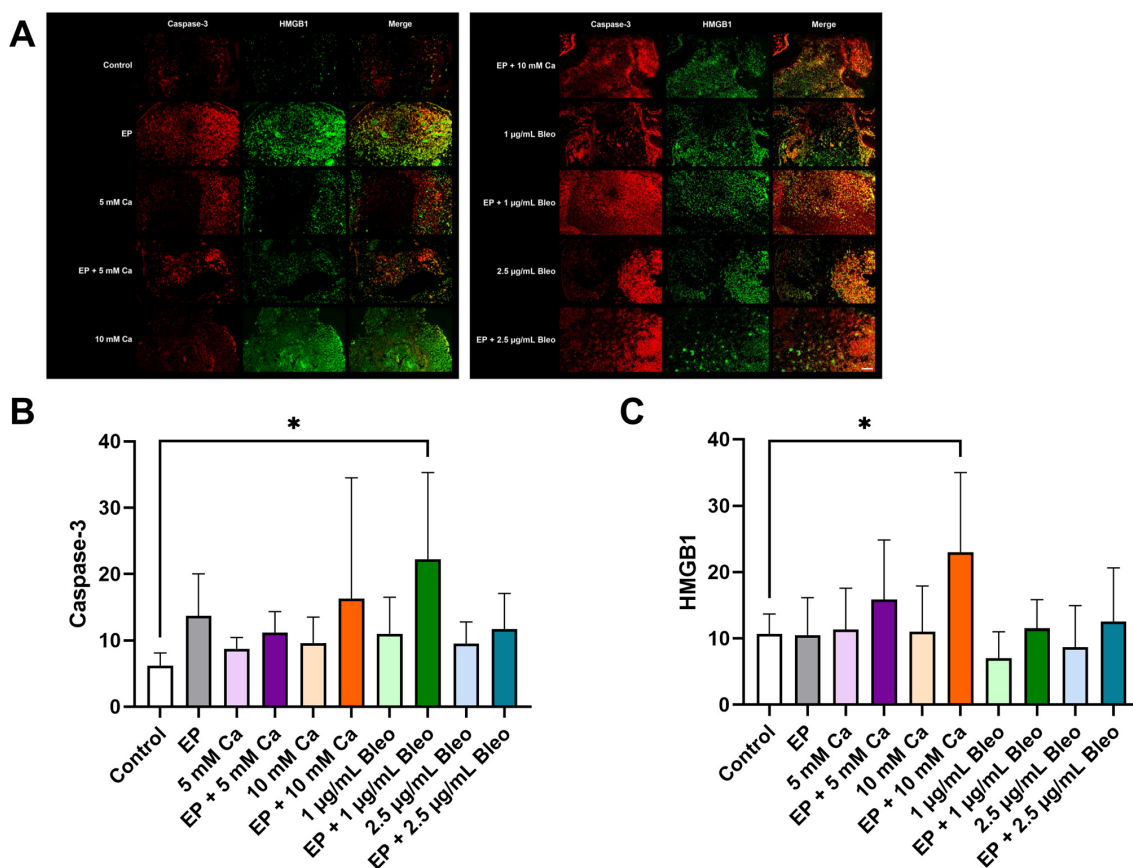 A
Caspase-3 HMGB1 Merge
Control
EP
5 mM Ca
EP + 5 mM Ca
10 mM Ca
Caspase-3 HMGB1 Merge
EP + 10 mM Ca
1 µg/mL Bleo
EP + 1 µg/mL Bleo
2.5 µg/mL Bleo
EP + 2.5 µg/mL Bleo
B
*
Caspase-3
40
30
20
10
0
Control
EP
5 mM Ca
EP + 5 mM Ca
10 mM Ca
EP + 10 mM Ca
1 µg/mL Bleo
EP + 1 µg/mL Bleo
2.5 µg/mL Bleo
EP + 2.5 µg/mL Bleo
C
*
HMGB1
40
30
20
10
0
Control
EP
5 mM Ca
EP + 5 mM Ca
10 mM Ca
EP + 10 mM Ca
1 µg/mL Bleo
EP + 1 µg/mL Bleo
2.5 µg/mL Bleo
EP + 2.5 µg/mL Bleo